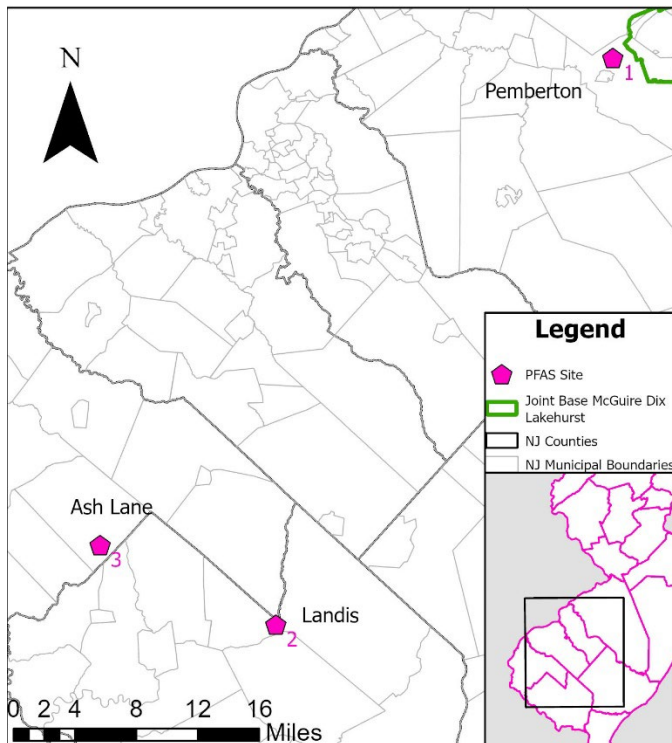 N
1
Pemberton
Legend
PFAS Site
Joint Base McGuire Dix
Lakehurst
NJ Counties
NJ Municipal Boundaries
Ash Lane
3
Landis
2
0 2 4 8 12 16
Miles